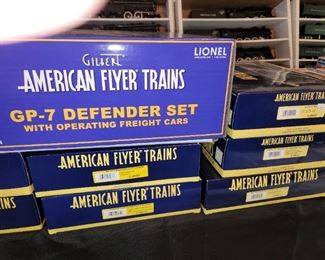 Gilbert
LIONEL
AMERICAN FLYER TRAINS
GP-7 DEFENDER SET
WITH OPERATING FREIGHT CARS
AMERICAN FLYER TRAINS
AMERICAN FLYER TRAINS
AMERICAN FLYER TRAINS
AMERICAN FLYER TRAINS
AMERICAN FLYER TRAINS